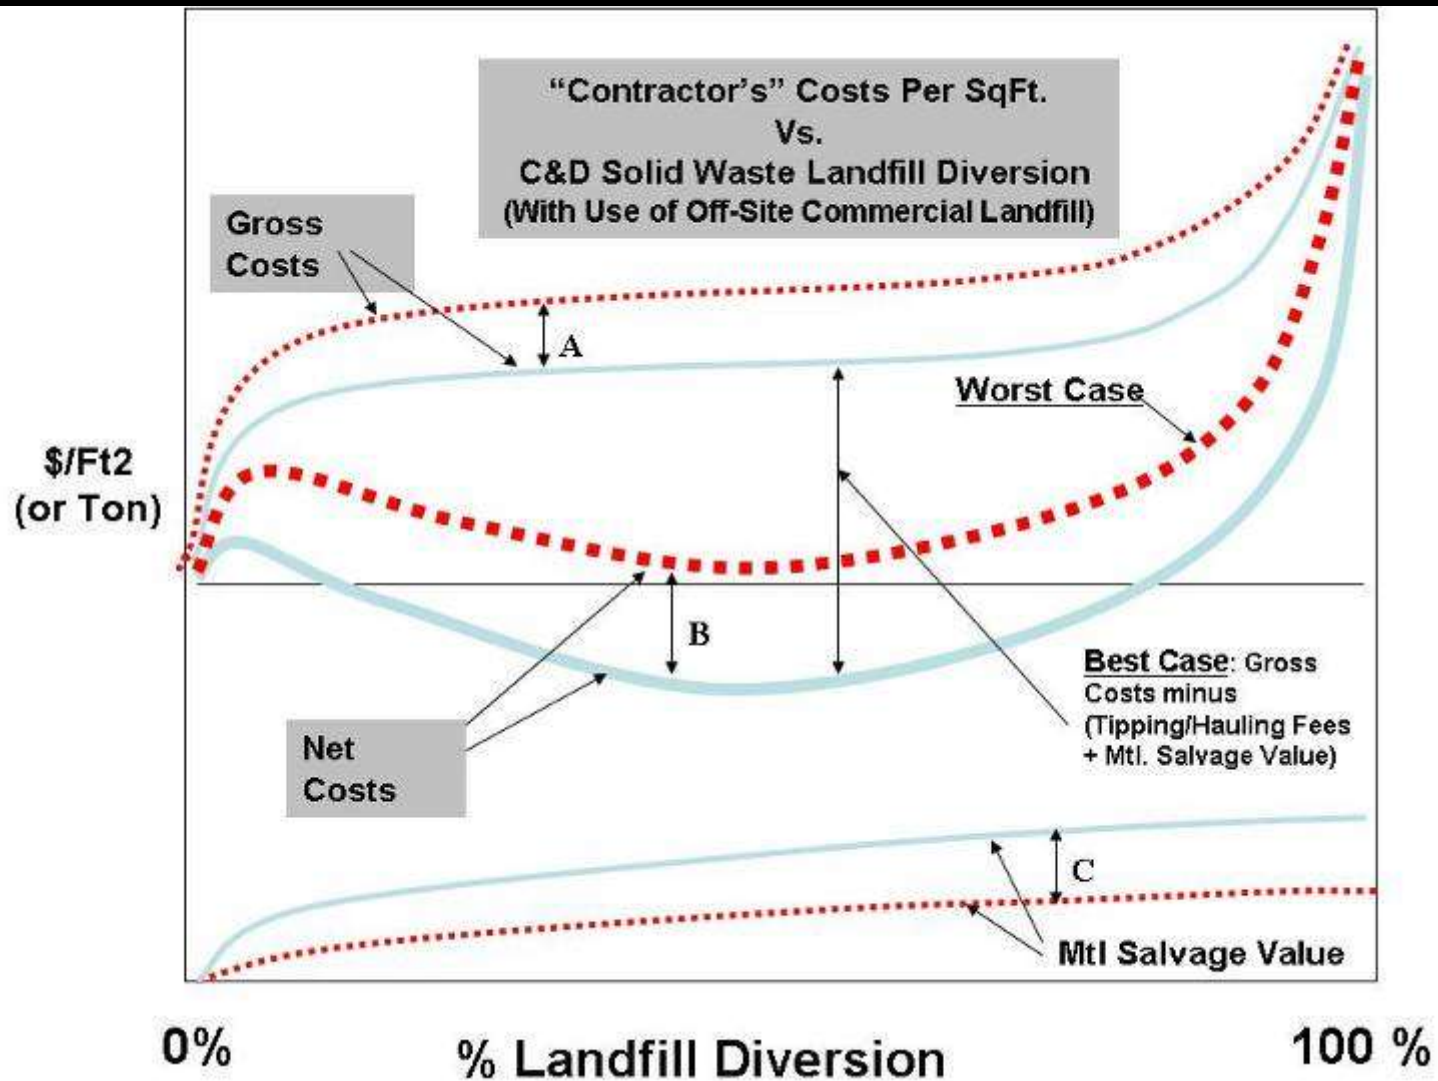 “Contractor’s” Costs Per SqFt.
Vs.
C&D Solid Waste Landfill Diversion
(With Use of Off-Site Commercial Landfill)
Gross
Costs
A
Worst Case
$/Ft2
(or Ton)
B
Best Case: Gross
Costs minus
(Tipping/Hauling Fees
+ Mtl. Salvage Value)
Net
Costs
C
Mtl Salvage Value
0%
% Landfill Diversion
100 %